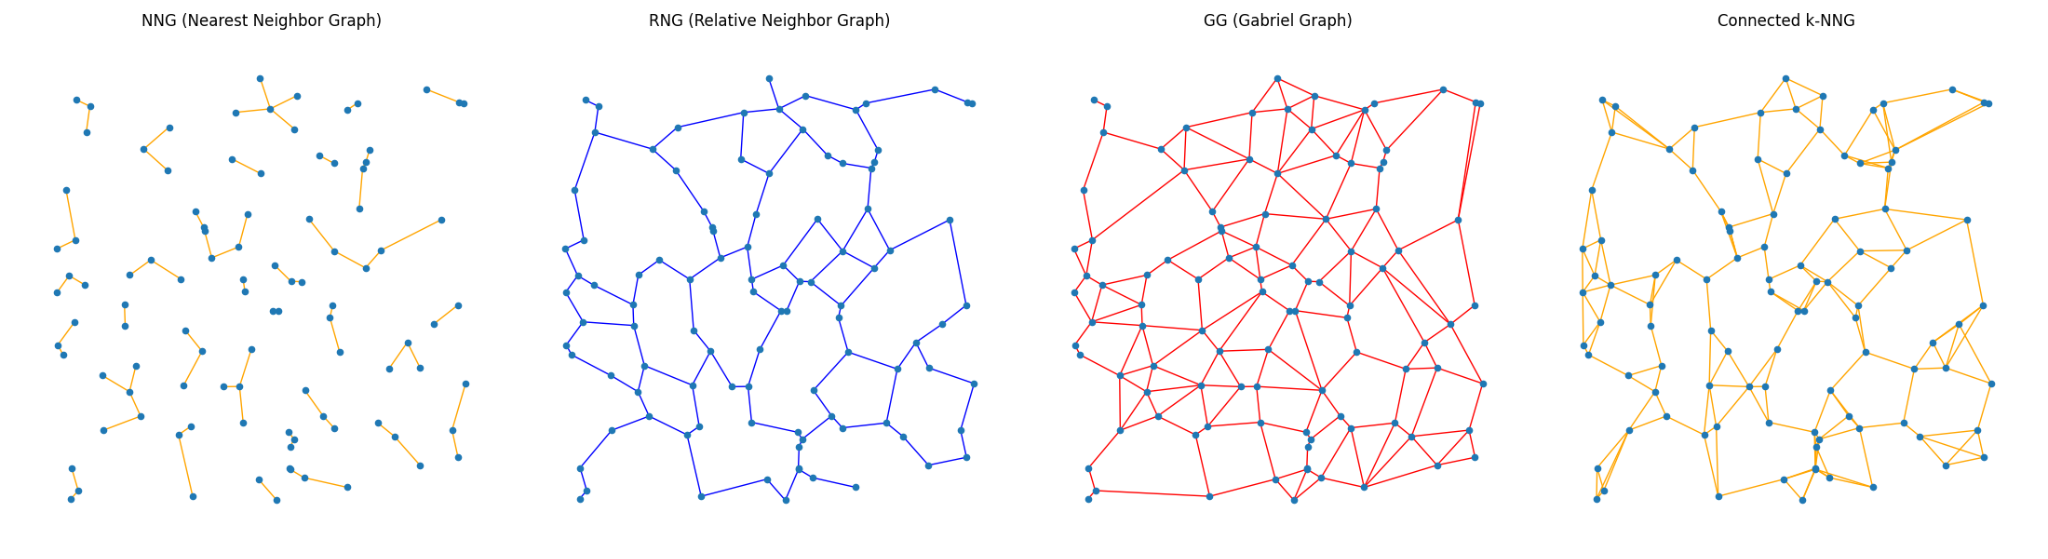 NNG (Nearest Neighbor Graph)
RNG (Relative Neighbor Graph)
GG (Gabriel Graph)
Connected k-NNG